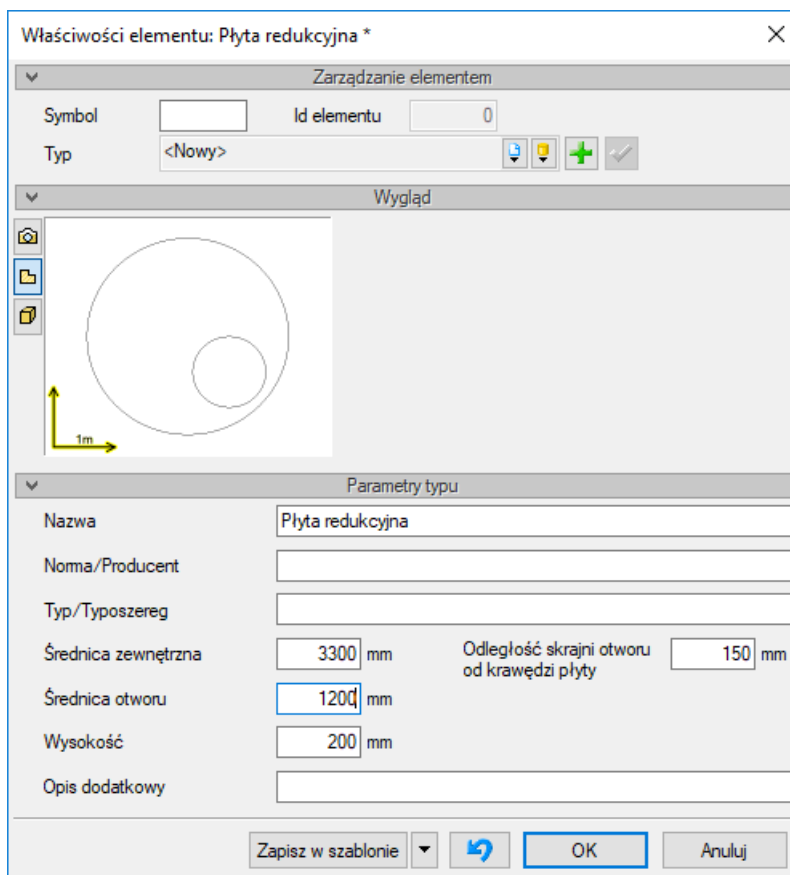 Właściwości elementu: Płyta redukcyjna *
Zarządzanie elementem
Symbol Id elementu 0
Typ <Nowy>
Wygląd
1m
Parametry typu
Nazwa Płyta redukcyjna
Norma/Producent
Typ/Typoszereg
Średnica zewnętrzna 3300 mm Odległość skrajni otworu od krawędzi płyty 150 mm
Średnica otworu 1200 mm
Wysokość 200 mm
Opis dodatkowy
Zapisz w szablonie OK Anuluj